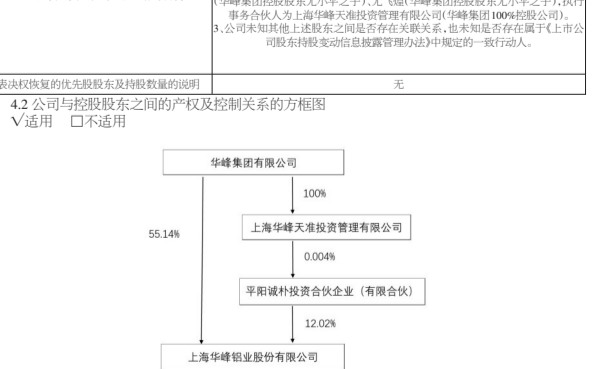 (华峰集团控股股东尤小华之子)、尤飞煌(华峰集团控股股东尤小华之子),执行
事务合伙人为上海华峰天准投资管理有限公司(华峰集团100%控股公司)。
3、公司未知其他上述股东之间是否存在关联关系,也未知是否存在属于《上市公
司股东持股变动信息披露管理办法》中规定的一致行动人。
表决权恢复的优先股股东及持股数量的说明 无
4.2 公司与控股股东之间的产权及控制关系的方框图
√适用 □不适用
华峰集团有限公司
100%
55.14%
上海华峰天准投资管理有限公司
0.004%
平阳诚朴投资合伙企业（有限合伙）
12.02%
上海华峰铝业股份有限公司